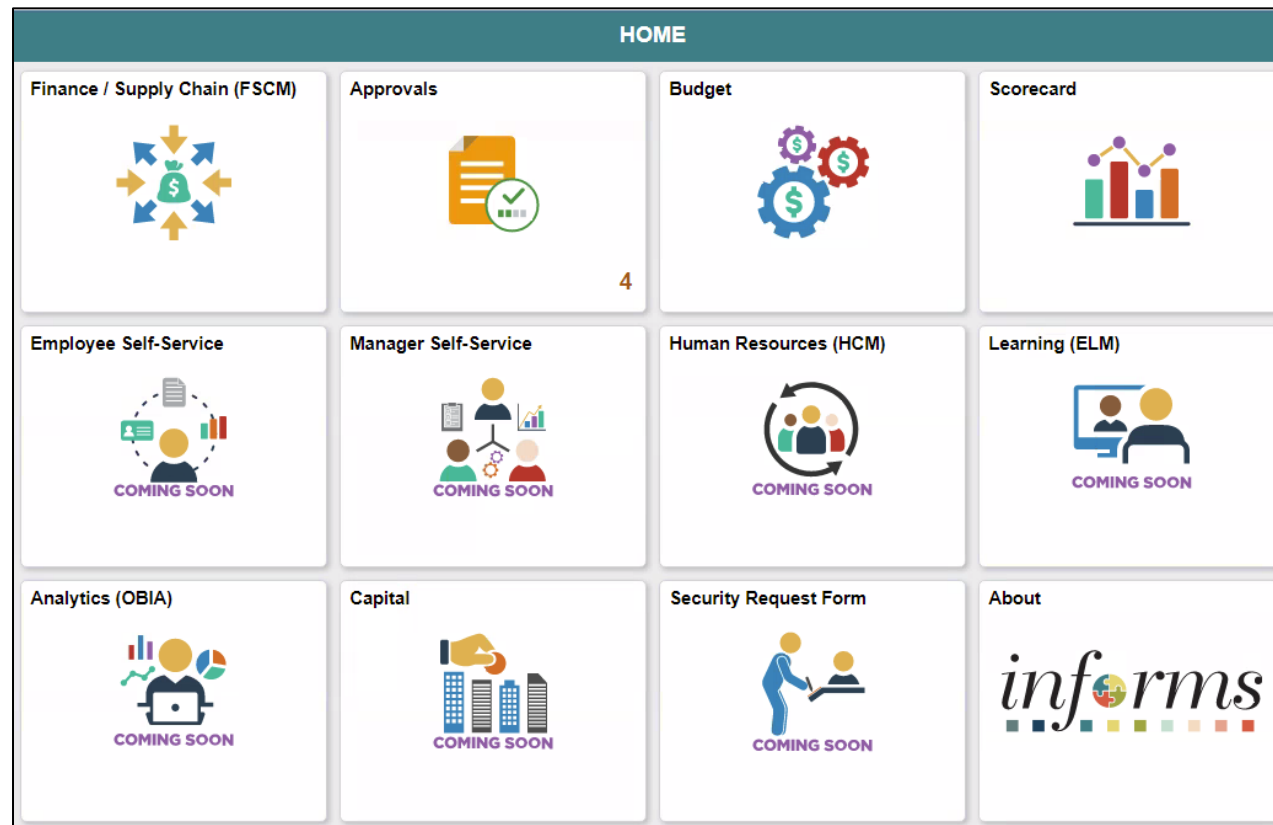 HOME
Finance / Supply Chain (FSCM)
Approvals
Budget
Scorecard
4
Employee Self-Service
Manager Self-Service
Human Resources (HCM)
Learning (ELM)
COMING SOON
COMING SOON
COMING SOON
COMING SOON
Analytics (OBIA)
Capital
Security Request Form
About
informs
COMING SOON
COMING SOON
COMING SOON